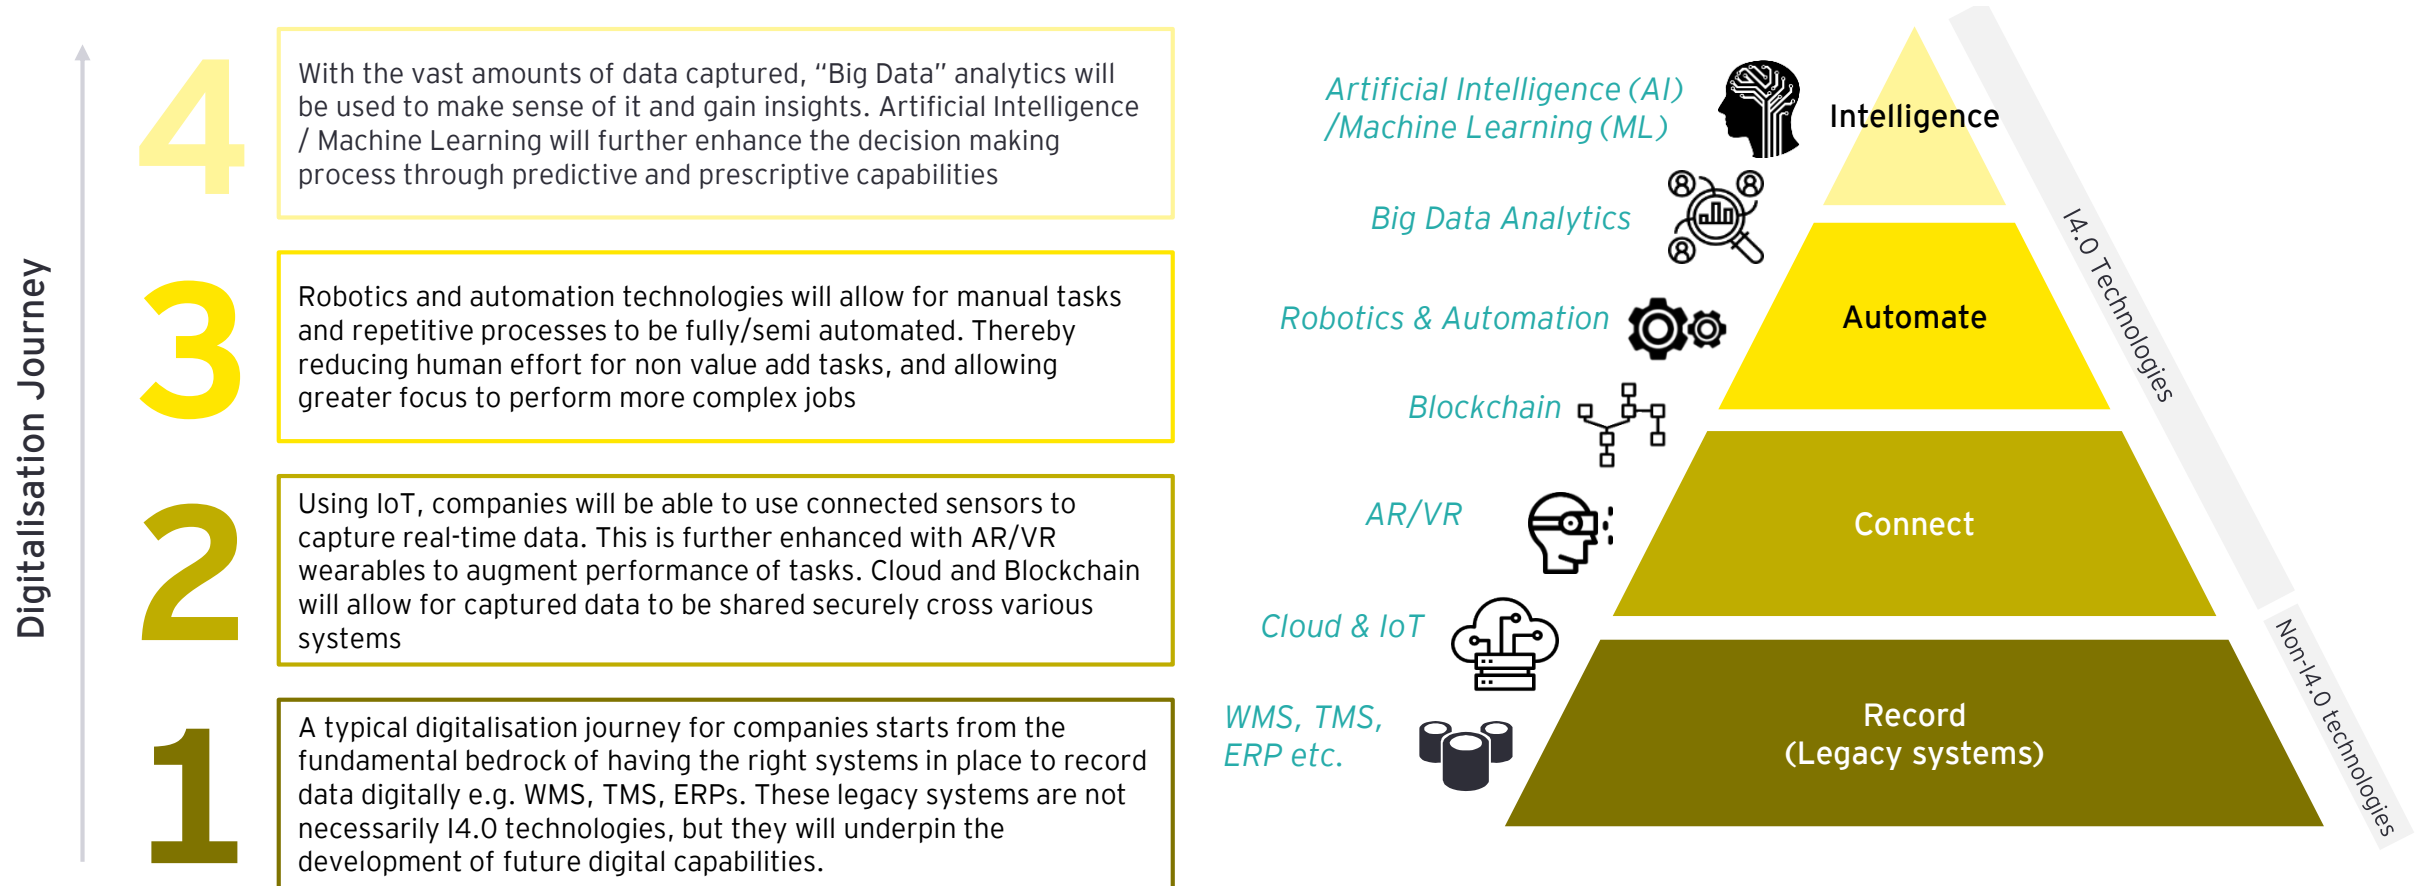 Digitalisation Journey
4
With the vast amounts of data captured, “Big Data” analytics will
be used to make sense of it and gain insights. Artificial Intelligence
/ Machine Learning will further enhance the decision making
process through predictive and prescriptive capabilities
3
Robotics and automation technologies will allow for manual tasks
and repetitive processes to be fully/semi automated. Thereby
reducing human effort for non value add tasks, and allowing
greater focus to perform more complex jobs
2
Using IoT, companies will be able to use connected sensors to
capture real-time data. This is further enhanced with AR/VR
wearables to augment performance of tasks. Cloud and Blockchain
will allow for captured data to be shared securely cross various
systems
1
A typical digitalisation journey for companies starts from the
fundamental bedrock of having the right systems in place to record
data digitally e.g. WMS, TMS, ERPs. These legacy systems are not
necessarily I4.0 technologies, but they will underpin the
development of future digital capabilities.
Artificial Intelligence (AI)
/Machine Learning (ML)
Big Data Analytics
Robotics & Automation
Blockchain
AR/VR
Cloud & IoT
WMS, TMS,
ERP etc.
Intelligence
Automate
Connect
Record
(Legacy systems)
I4.0 Technologies
Non-I4.0 technologies